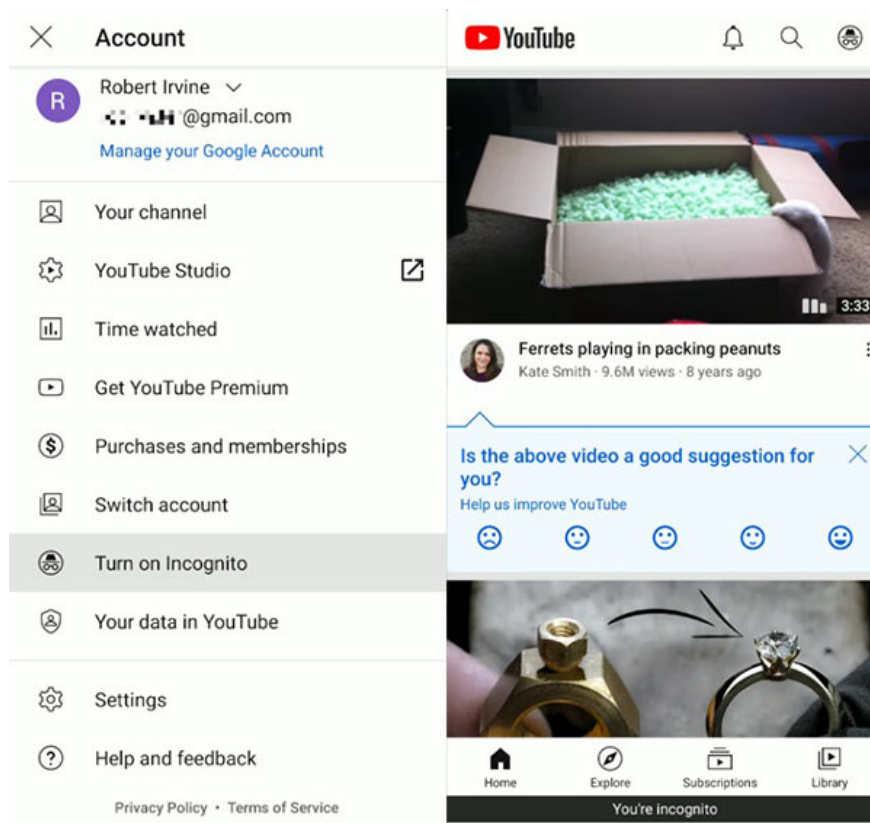 Account
Robert Irvine
@gmail.com
Manage your Google Account
Your channel
YouTube Studio
Time watched
Get YouTube Premium
Purchases and memberships
Switch account
Turn on Incognito
Your data in YouTube
Settings
Help and feedback
Privacy Policy • Terms of Service
YouTube
3:33
Ferrets playing in packing peanuts
Kate Smith · 9.6M views · 8 years ago
Is the above video a good suggestion for
you?
Help us improve YouTube
Home Explore Subscriptions Library
You're incognito
R